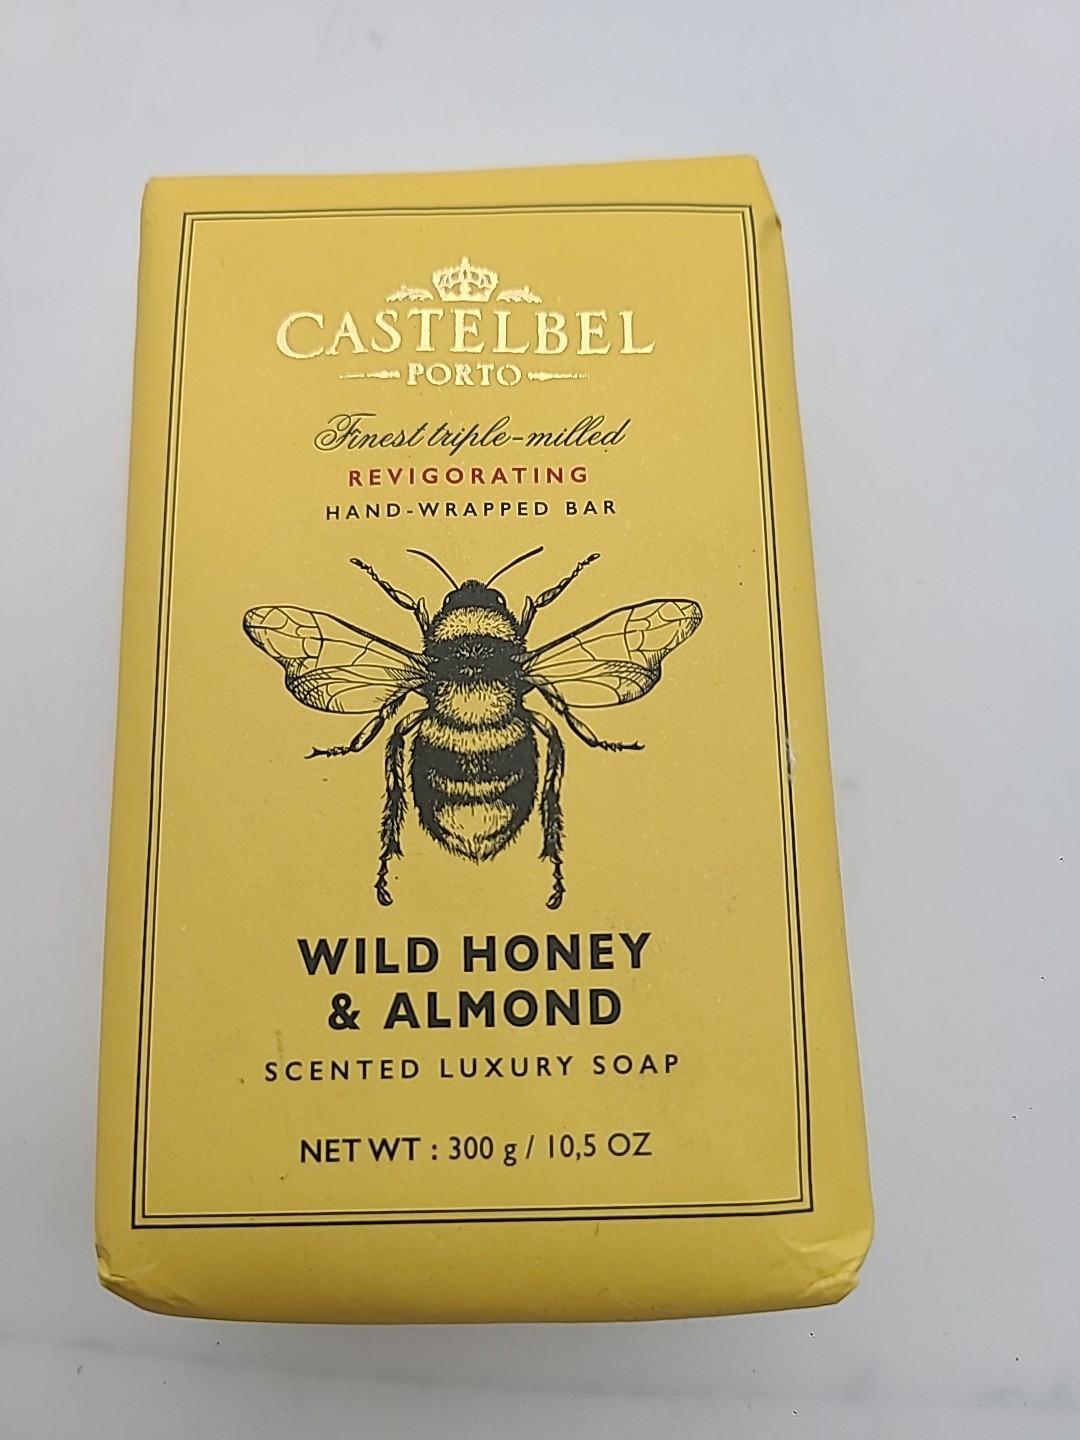 CASTELBEL
PORTO
Finest triple-milled
REVIGORATING
HAND-WRAPPED BAR
WILD HONEY
& ALMOND
SCENTED LUXURY SOAP
NET WT : 300 g / 10,5 OZ